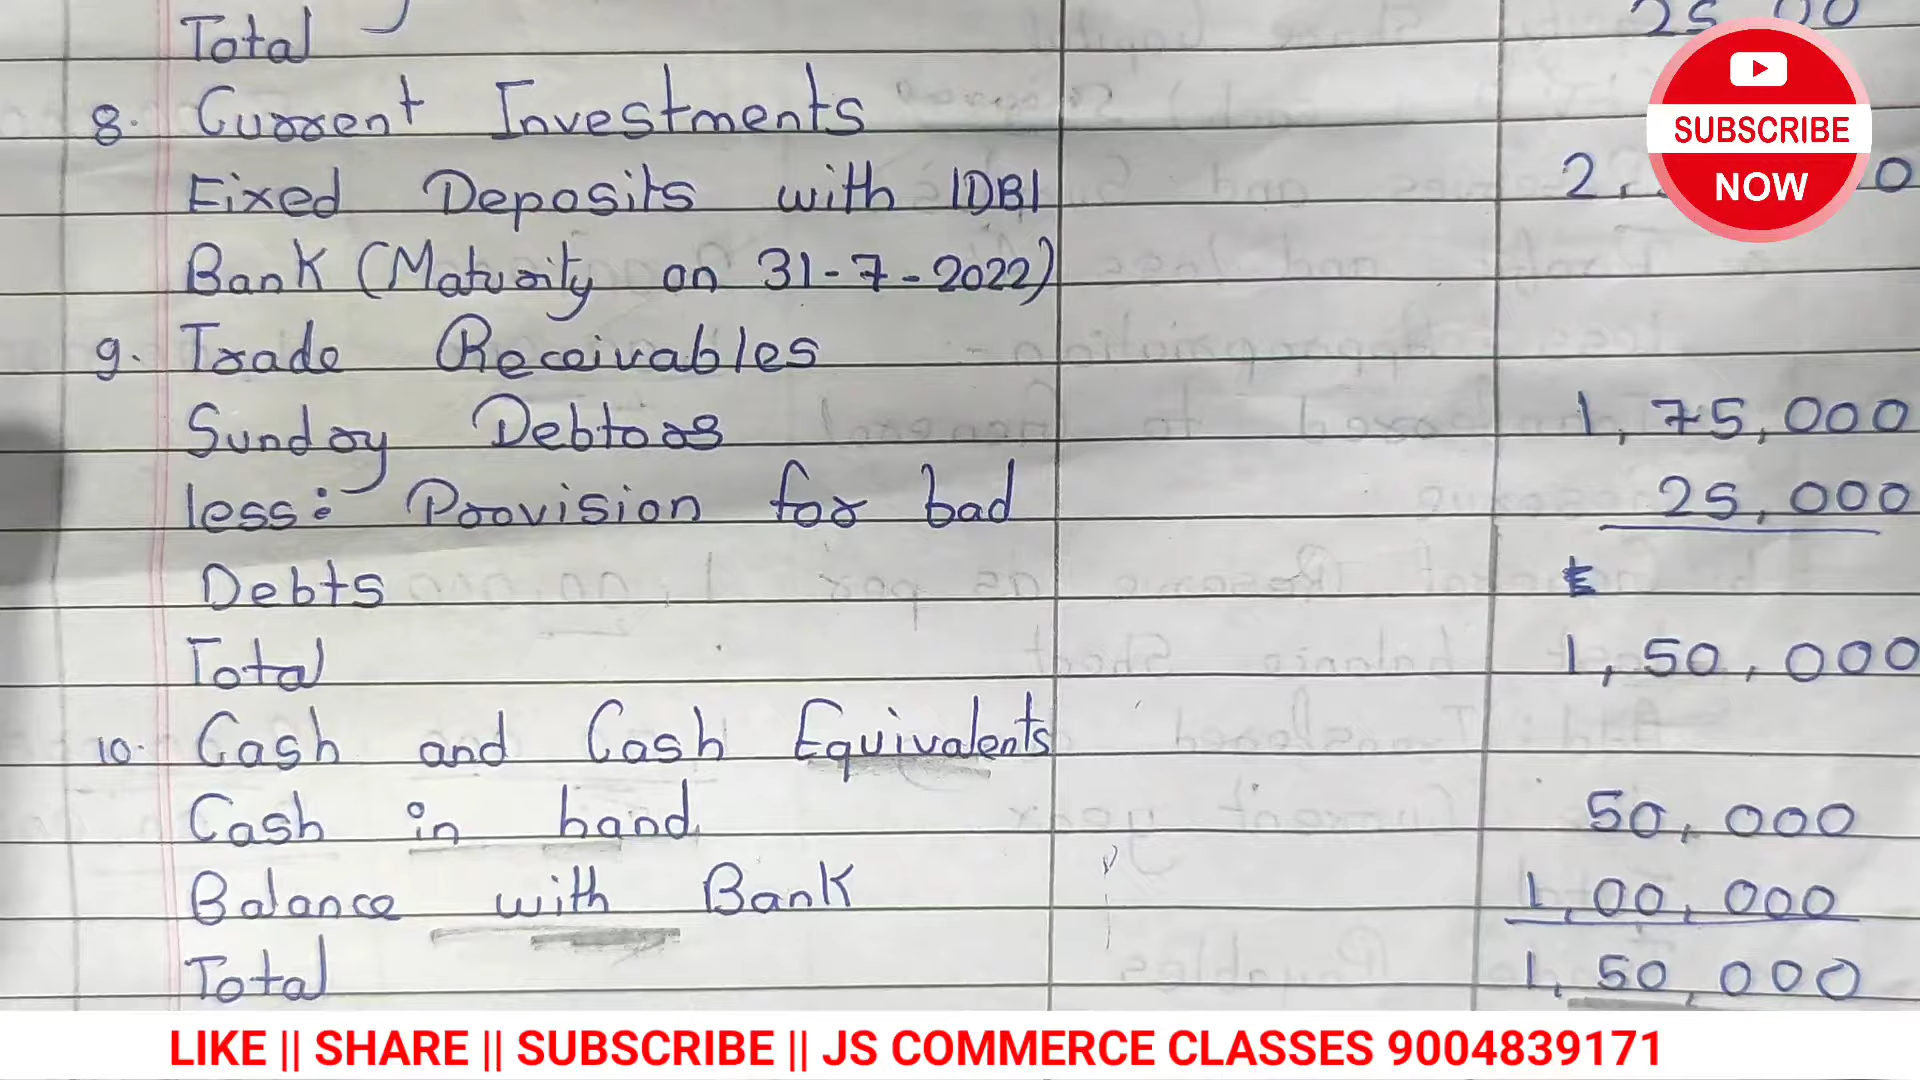 Total
8. Current Investments
Fixed Deposits with IDBI
Bank (Maturity on 31-7-2022)
9. Trade Receivables
Sundry Debtors 1,75,000
less: Provision for bad 25,000
Debts
Total 1,50,000
10. Cash and Cash Equivalents
Cash in hand 50,000
Balance with Bank 1,00,000
Total 1,50,000
SUBSCRIBE
NOW
LIKE || SHARE || SUBSCRIBE || JS COMMERCE CLASSES 9004839171